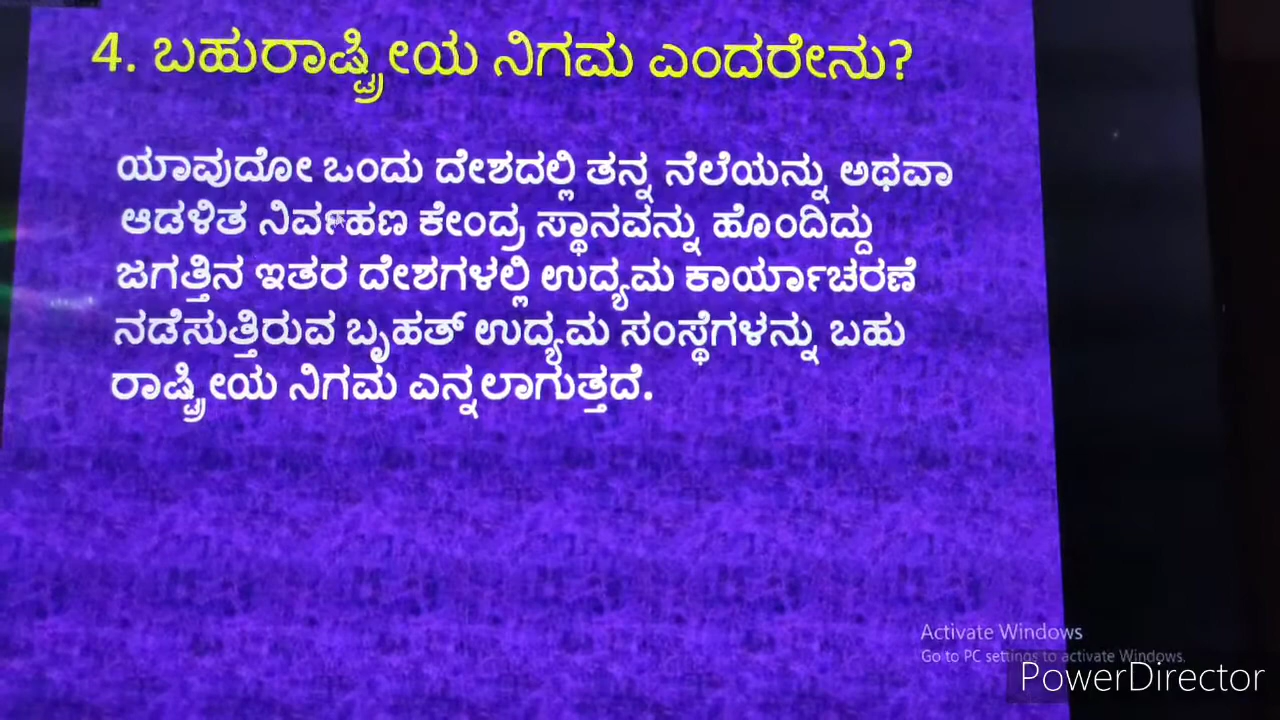 4. ಬಹುರಾಷ್ಟ್ರೀಯ ನಿಗಮ ಎಂದರೇನು?
ಯಾವುದೋ ಒಂದು ದೇಶದಲ್ಲಿ ತನ್ನ ನೆಲೆಯನ್ನು ಅಥವಾ
ಆಡಳಿತ ನಿರ್ವಹಣ ಕೇಂದ್ರ ಸ್ಥಾನವನ್ನು ಹೊಂದಿದ್ದು
ಜಗತ್ತಿನ ಇತರ ದೇಶಗಳಲ್ಲಿ ಉದ್ಯಮ ಕಾರ್ಯಾಚರಣೆ
ನಡೆಸುತ್ತಿರುವ ಬೃಹತ್ ಉದ್ಯಮ ಸಂಸ್ಥೆಗಳನ್ನು ಬಹು
ರಾಷ್ಟ್ರೀಯ ನಿಗಮ ಎನ್ನಲಾಗುತ್ತದೆ.
Activate Windows
Go to PC settings to activate Windows.
PowerDirector